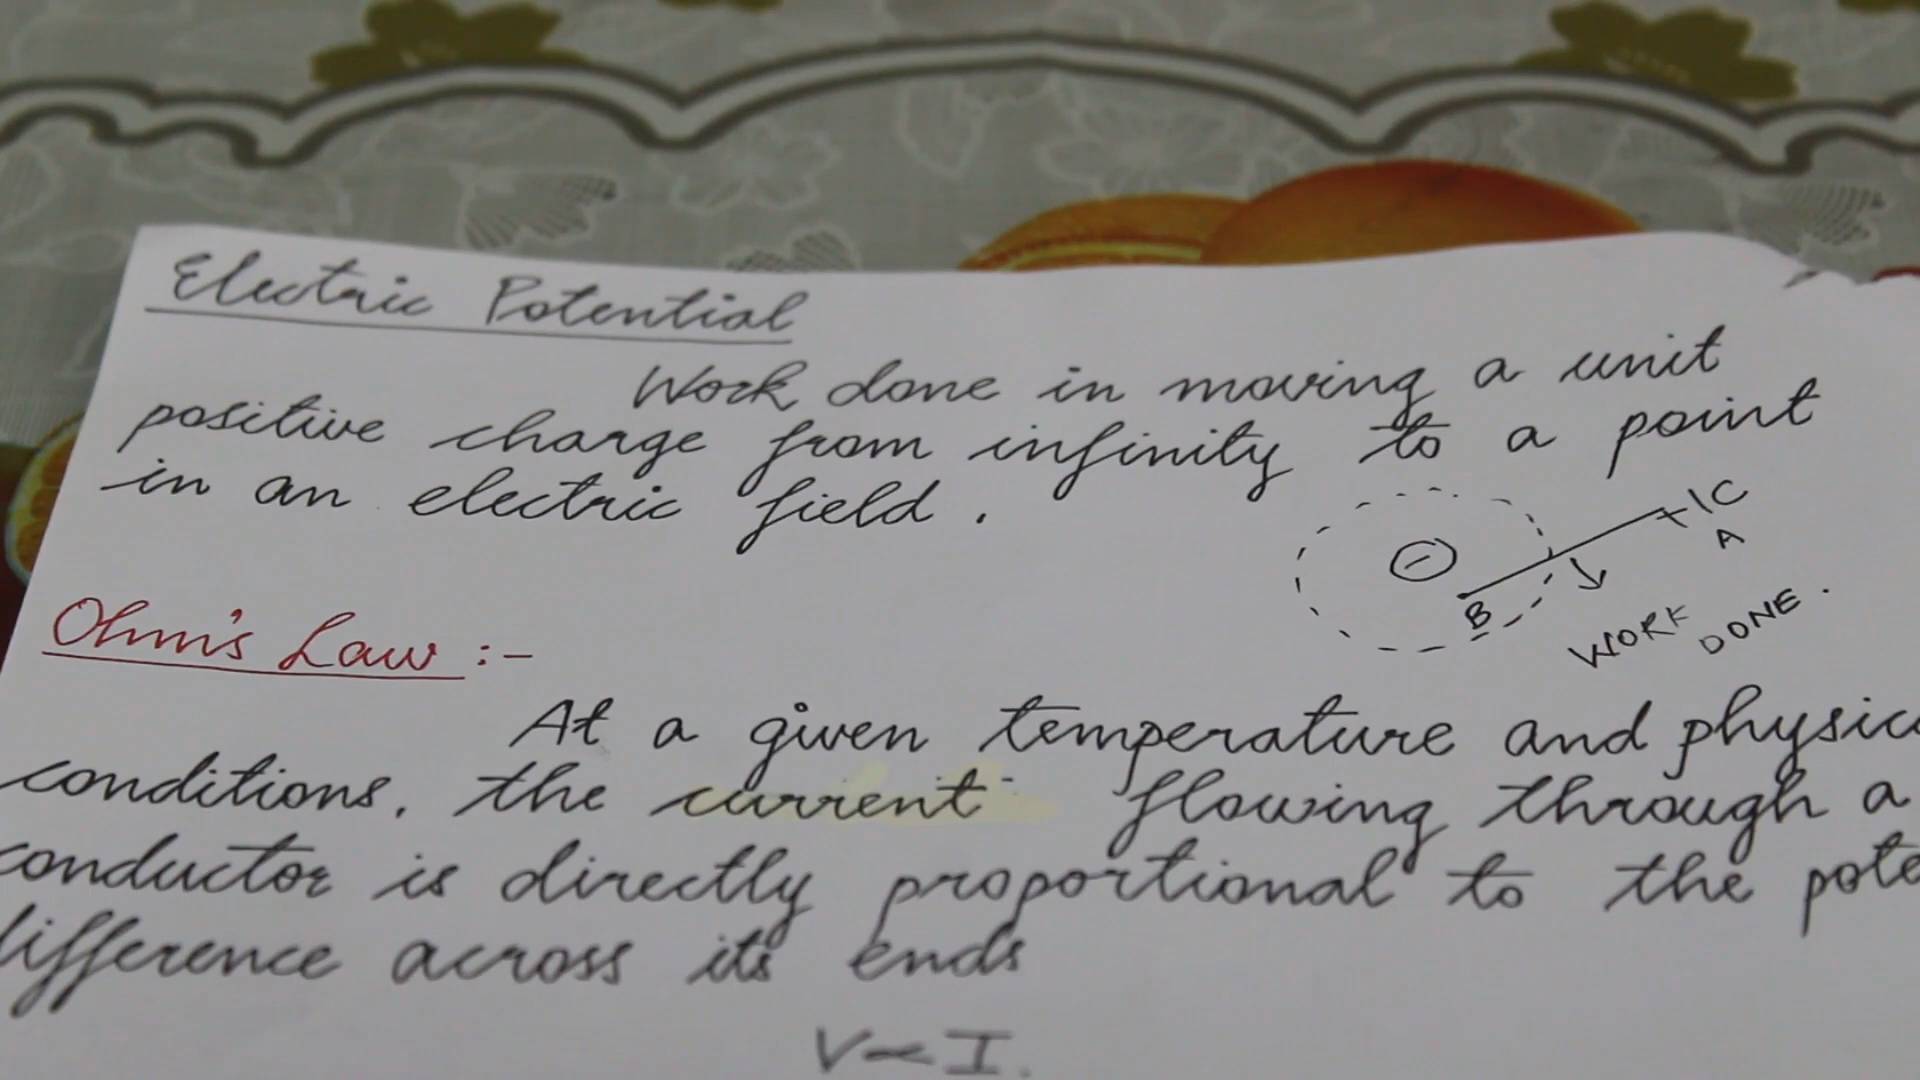 Electric Potential
Work done in moving a unit
positive charge from infinity to a point
in an electric field.
+1C
A
B
WORK DONE.
Ohm's Law :-
At a given temperature and physic
conditions, the current flowing through a
conductor is directly proportional to the pote
difference across its ends
V∝I.